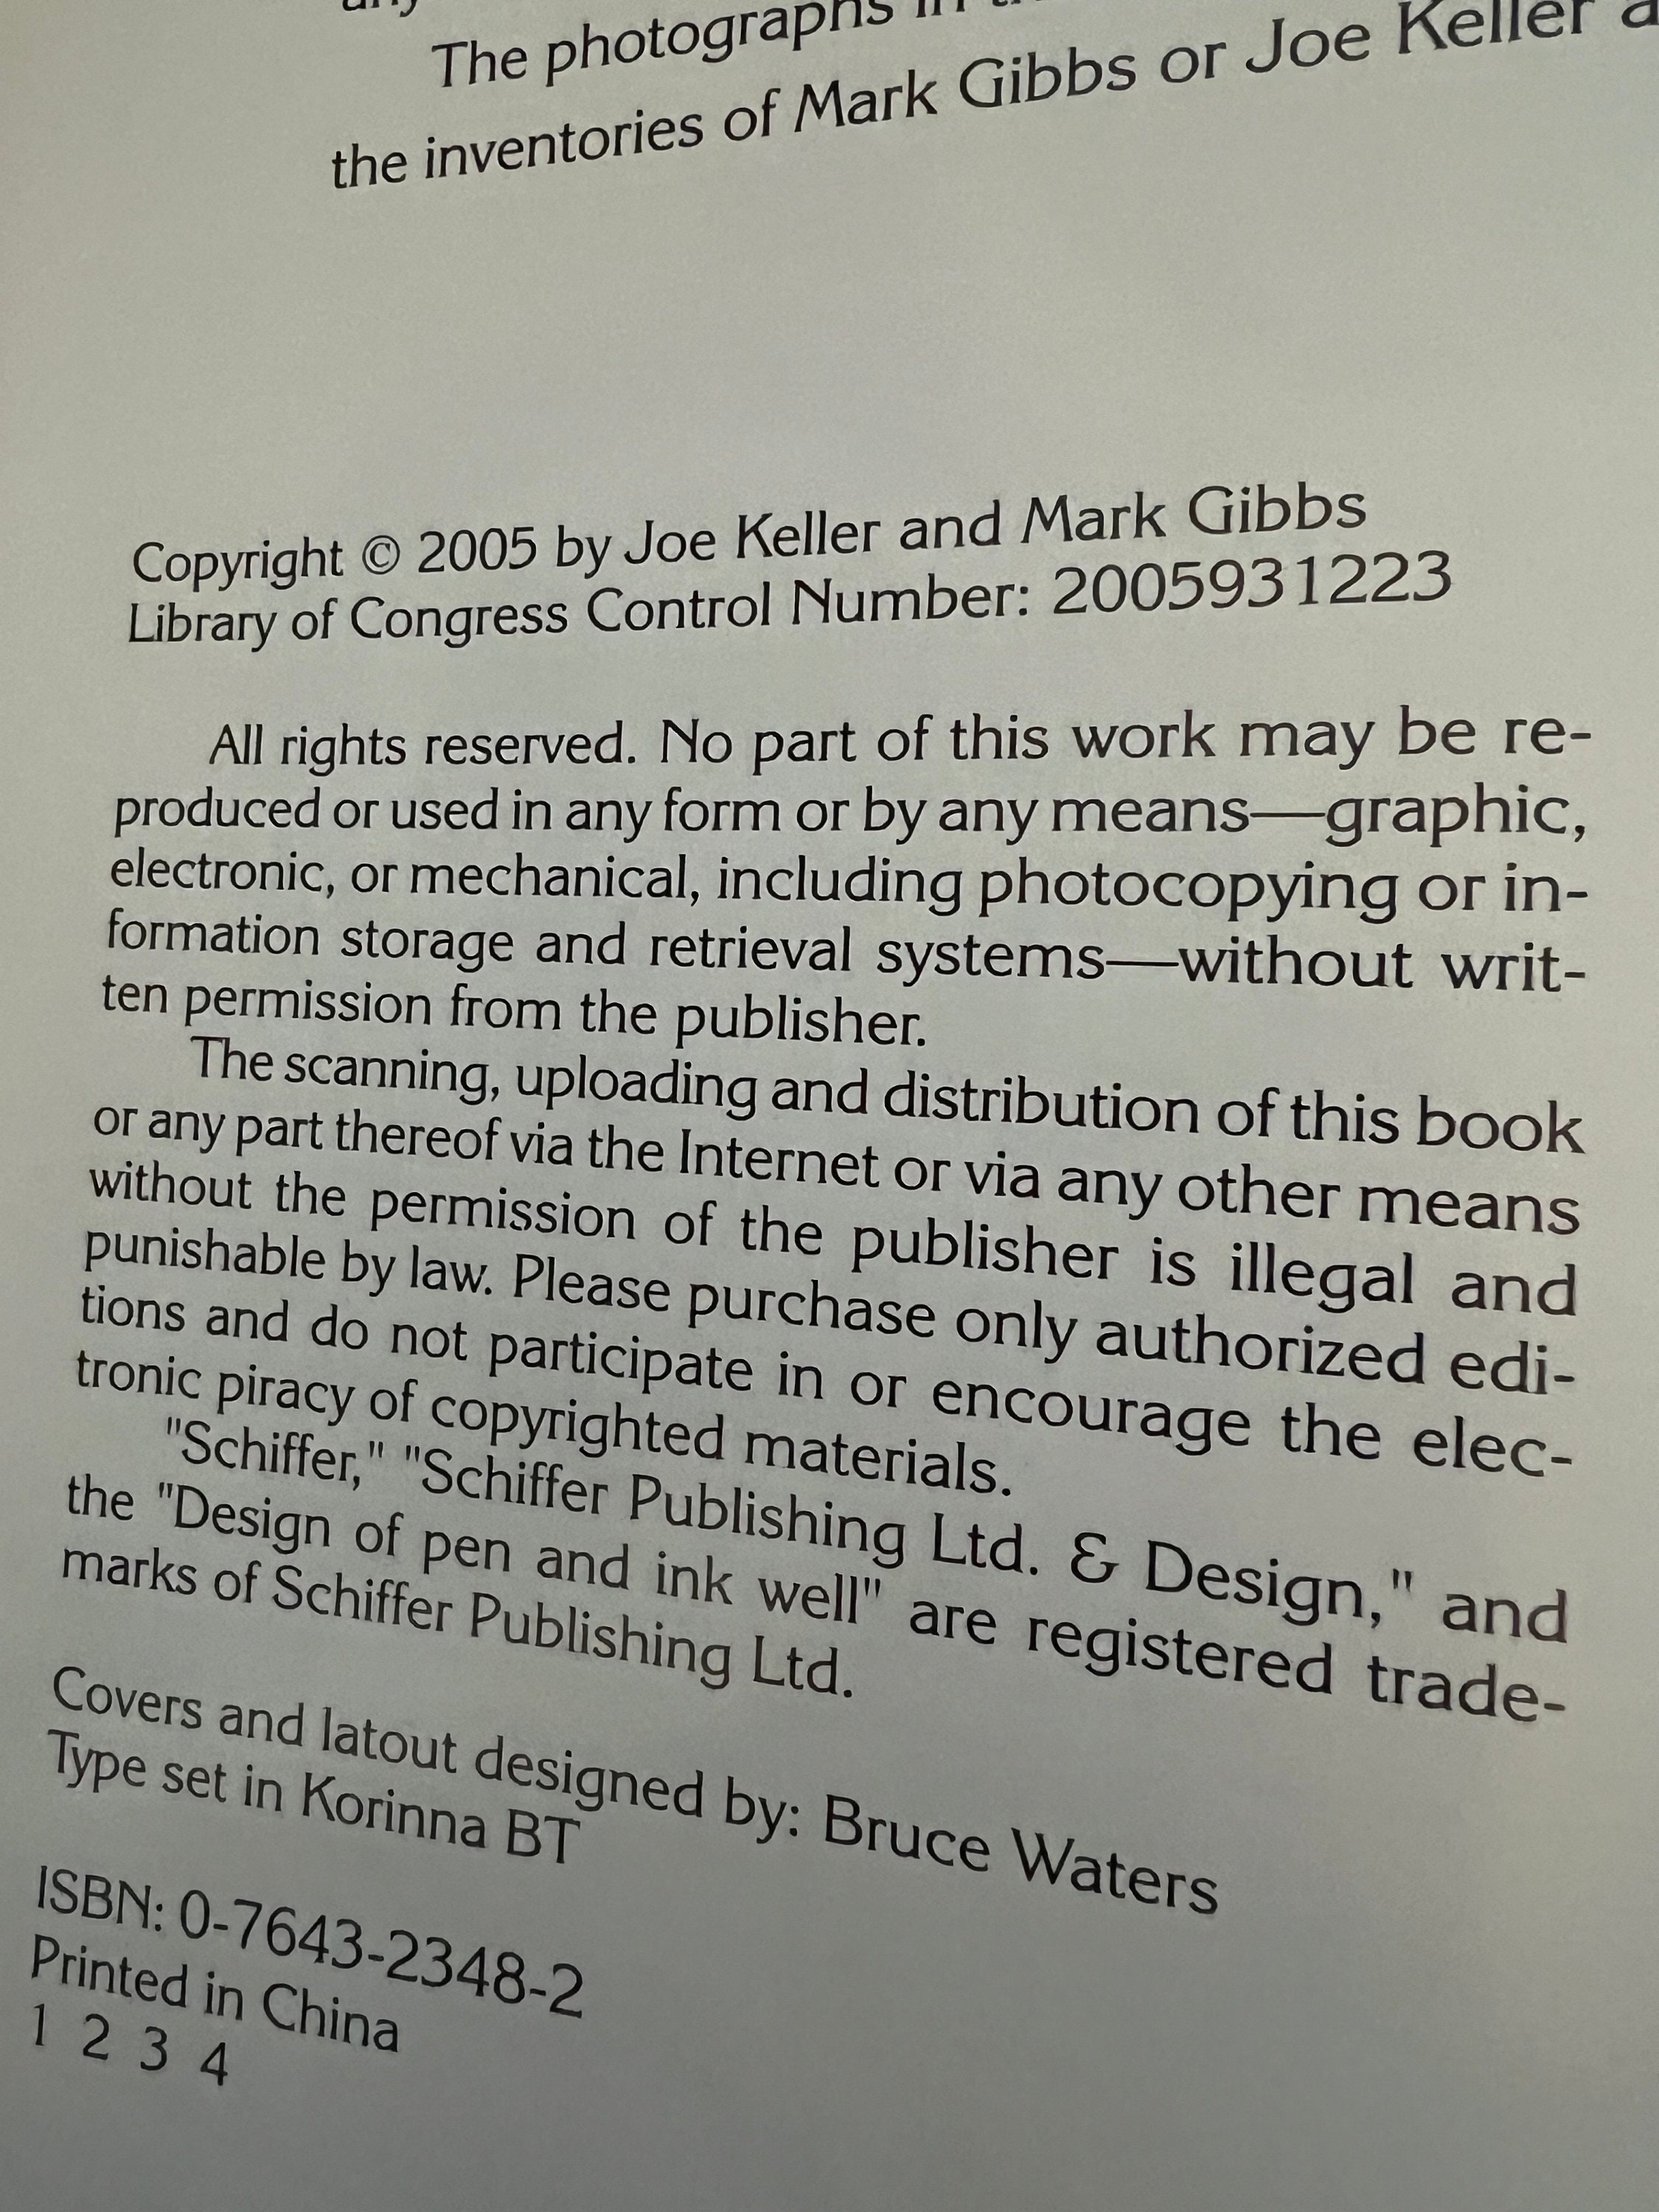 The photographs in
the inventories of Mark Gibbs or Joe Keller
Copyright © 2005 by Joe Keller and Mark Gibbs
Library of Congress Control Number: 2005931223
All rights reserved. No part of this work may be re-
produced or used in any form or by any means—graphic,
electronic, or mechanical, including photocopying or in-
formation storage and retrieval systems—without writ-
ten permission from the publisher.
The scanning, uploading and distribution of this book
or any part thereof via the Internet or via any other means
without the permission of the publisher is illegal and
punishable by law. Please purchase only authorized edi-
tions and do not participate in or encourage the elec-
tronic piracy of copyrighted materials.
"Schiffer," "Schiffer Publishing Ltd. & Design," and
the "Design of pen and ink well" are registered trade-
marks of Schiffer Publishing Ltd.
Covers and latout designed by: Bruce Waters
Type set in Korinna BT
ISBN: 0-7643-2348-2
Printed in China
1 2 3 4